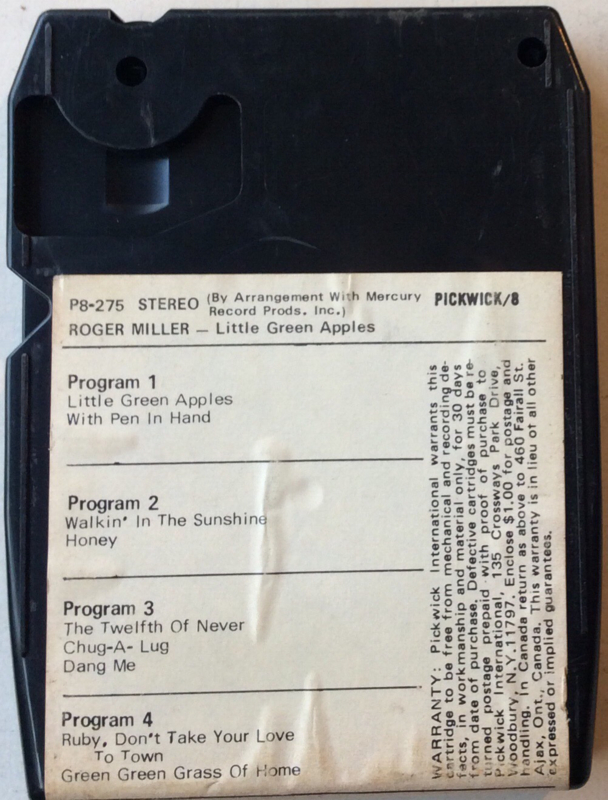 P8-275 STEREO (By Arrangement With Mercury Record Prods. Inc.) PICKWICK/8
ROGER MILLER — Little Green Apples
Program 1
Little Green Apples
With Pen In Hand
Program 2
Walkin' In The Sunshine
Honey
Program 3
The Twelfth Of Never
Chug-A- Lug
Dang Me
Program 4
Ruby, Don't Take Your Love
To Town
Green Green Grass Of Home
WARRANTY: Pickwick International warrants this
cartridge to be free from mechanical and recording de-
fects, in workmanship and material only, for 30 days
from date of purchase. Defective cartridges must be re-
turned postage prepaid with proof of purchase to
Pickwick International, 135 Crossways Park Drive,
Woodbury, N.Y.11797. Enclose $1.00 for postage and
handling. In Canada return as above to 460 Fairall St.
Ajax, Ont., Canada. This warranty is in lieu of all other
expressed or implied guarantees.